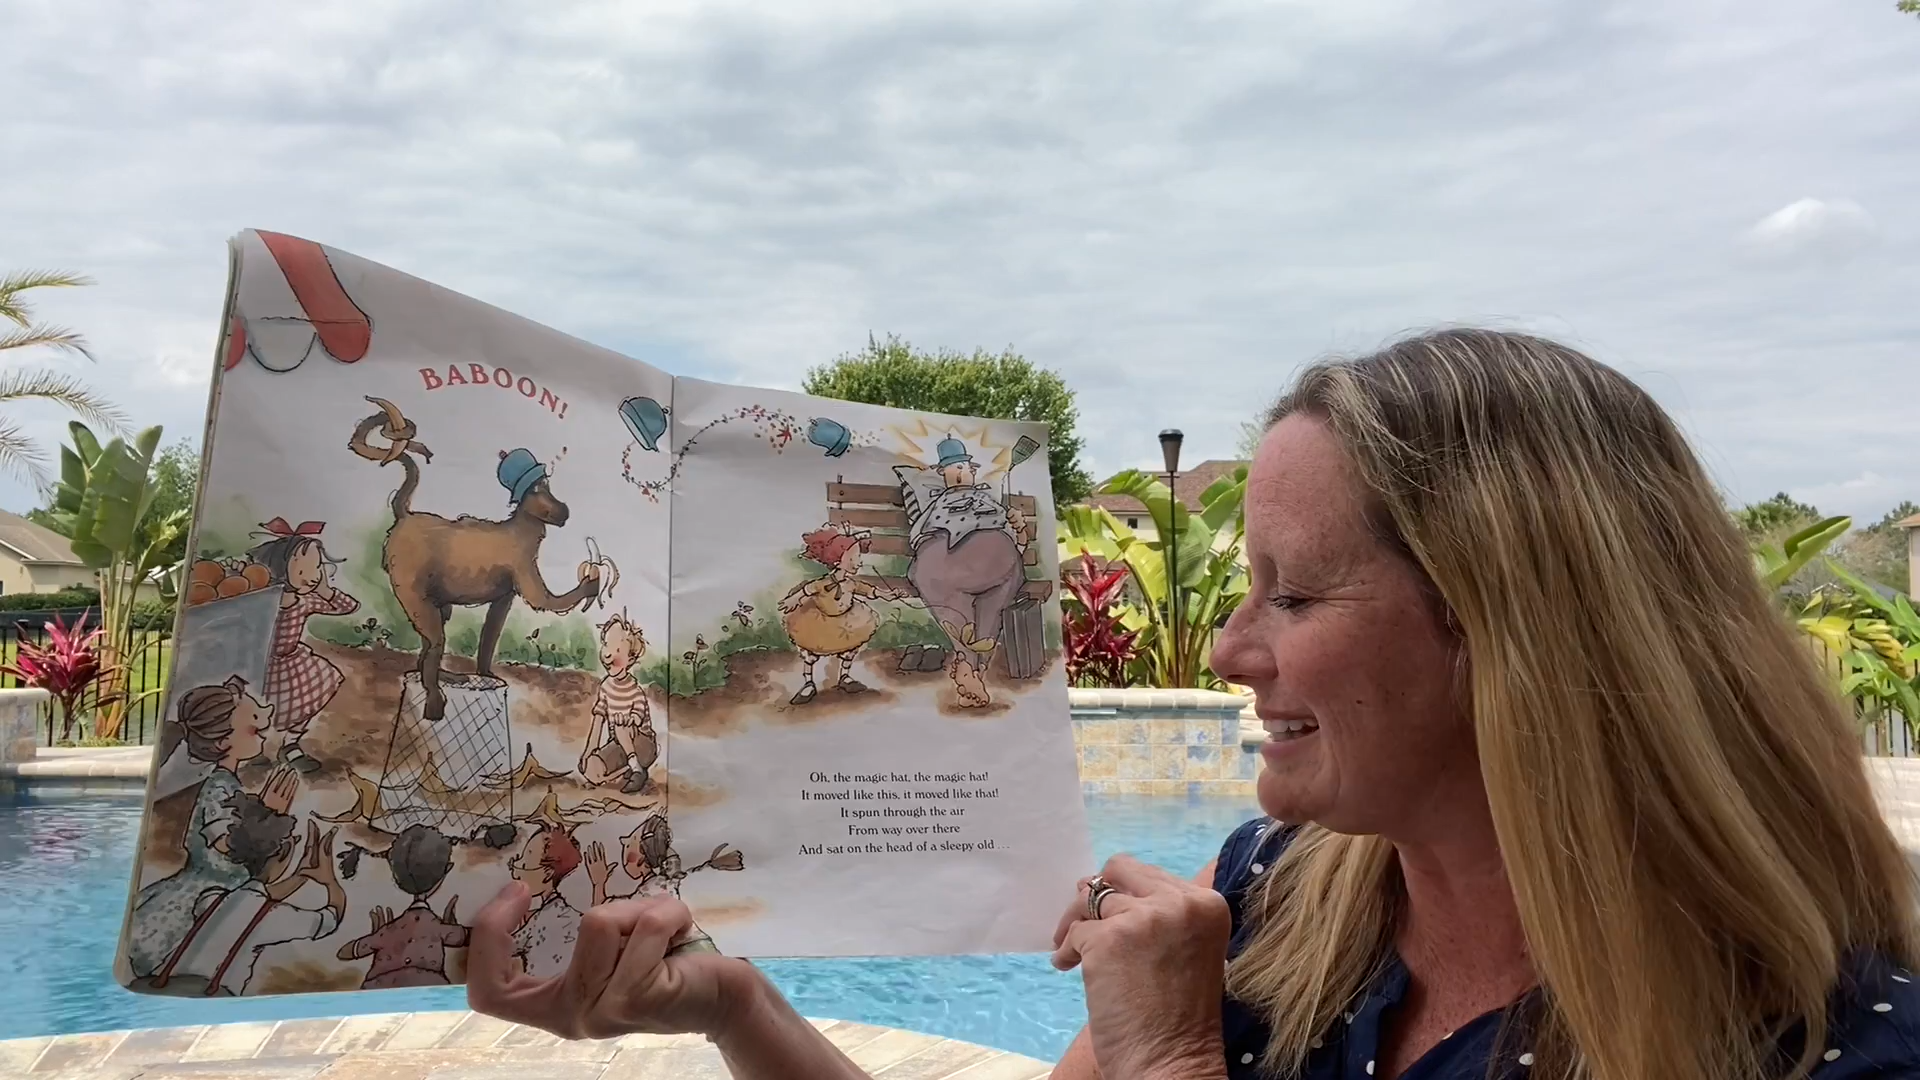 BABOON!
Oh, the magic hat, the magic hat!
It moved like this, it moved like that!
It spun through the air
From way over there
And sat on the head of a sleepy old ...